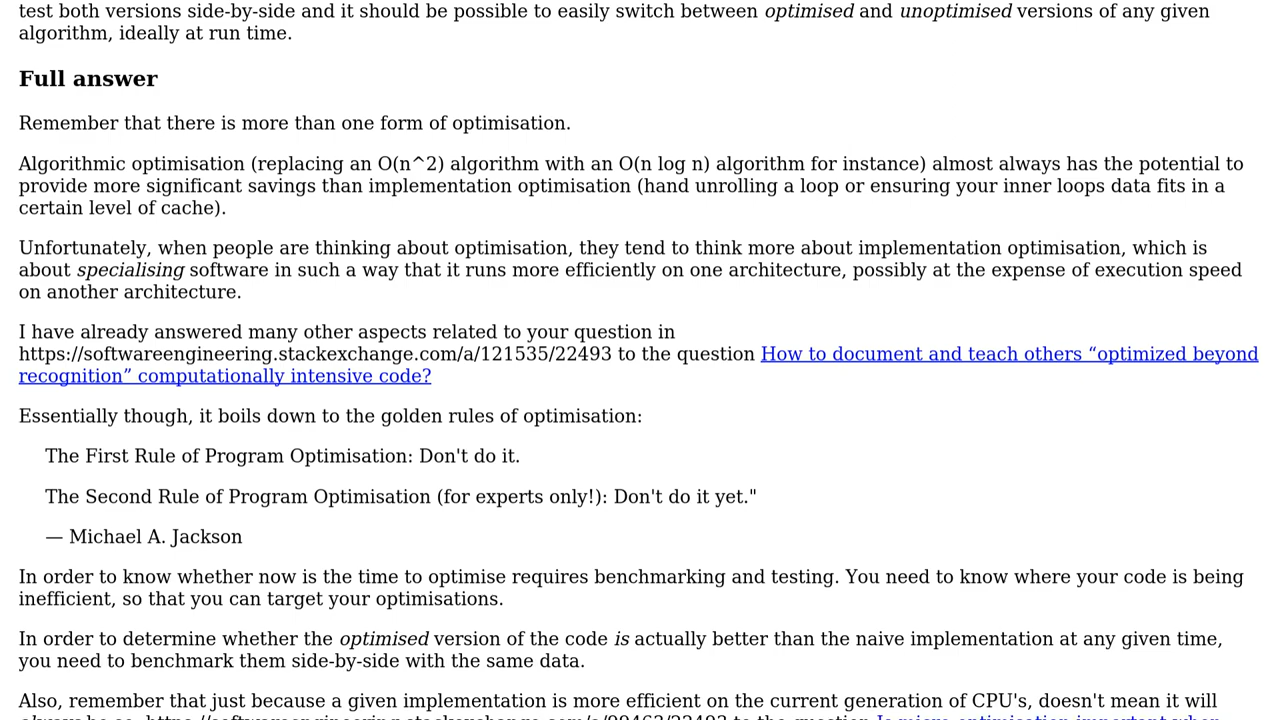 test both versions side-by-side and it should be possible to easily switch between optimised and unoptimised versions of any given
algorithm, ideally at run time.
Full answer
Remember that there is more than one form of optimisation.
Algorithmic optimisation (replacing an O(n^2) algorithm with an O(n log n) algorithm for instance) almost always has the potential to
provide more significant savings than implementation optimisation (hand unrolling a loop or ensuring your inner loops data fits in a
certain level of cache).
Unfortunately, when people are thinking about optimisation, they tend to think more about implementation optimisation, which is
about specialising software in such a way that it runs more efficiently on one architecture, possibly at the expense of execution speed
on another architecture.
I have already answered many other aspects related to your question in
https://softwareengineering.stackexchange.com/a/121535/22493 to the question How to document and teach others “optimized beyond
recognition” computationally intensive code?
Essentially though, it boils down to the golden rules of optimisation:
The First Rule of Program Optimisation: Don't do it.
The Second Rule of Program Optimisation (for experts only!): Don't do it yet."
— Michael A. Jackson
In order to know whether now is the time to optimise requires benchmarking and testing. You need to know where your code is being
inefficient, so that you can target your optimisations.
In order to determine whether the optimised version of the code is actually better than the naive implementation at any given time,
you need to benchmark them side-by-side with the same data.
Also, remember that just because a given implementation is more efficient on the current generation of CPU's, doesn't mean it will